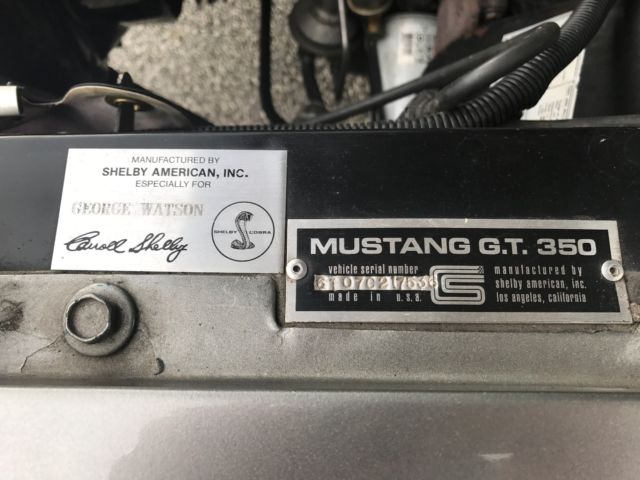 MANUFACTURED BY
SHELBY AMERICAN, INC.
ESPECIALLY FOR
GEORGE WATSON
Carroll Shelby
SHELBY COBRA
MUSTANG G.T. 350
vehicle serial number
made in u.s.a.
manufactured by
shelby american, inc.
los angeles, california